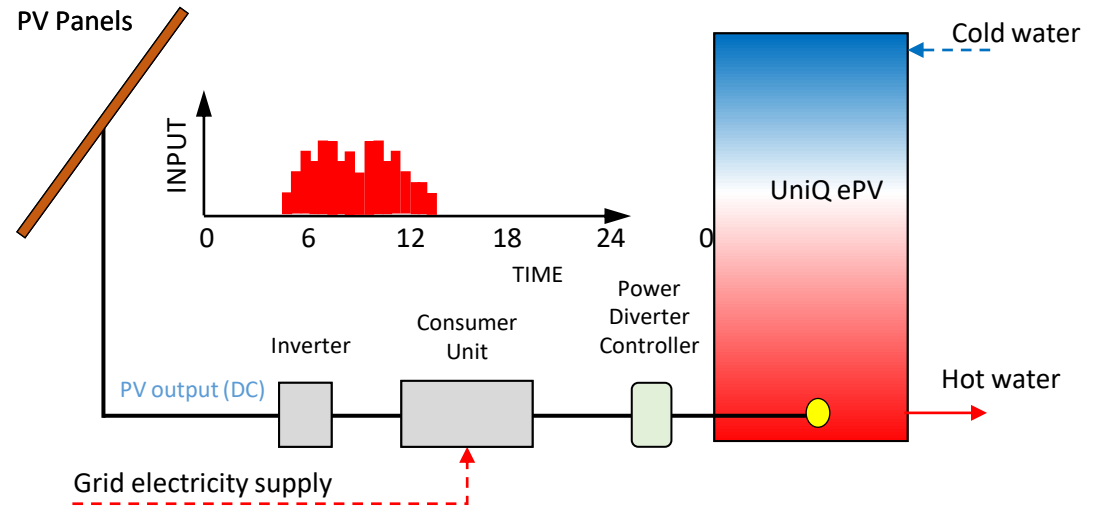 PV Panels
Cold water
INPUT
UniQ ePV
0 6 12 18 24 0
TIME
Power
Diverter
Controller
Consumer
Unit
Inverter
PV output (DC)
Hot water
Grid electricity supply